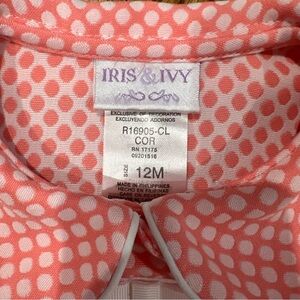 IRIS & IVY
EXCLUSIVE OF DECORATION
EXCLUYENDO ADORNOS
R16905-CL
COR
RN 17175
09201516
SIZE 12M
MADE IN PHILIPPINES
HECHO EN FILIPINAS